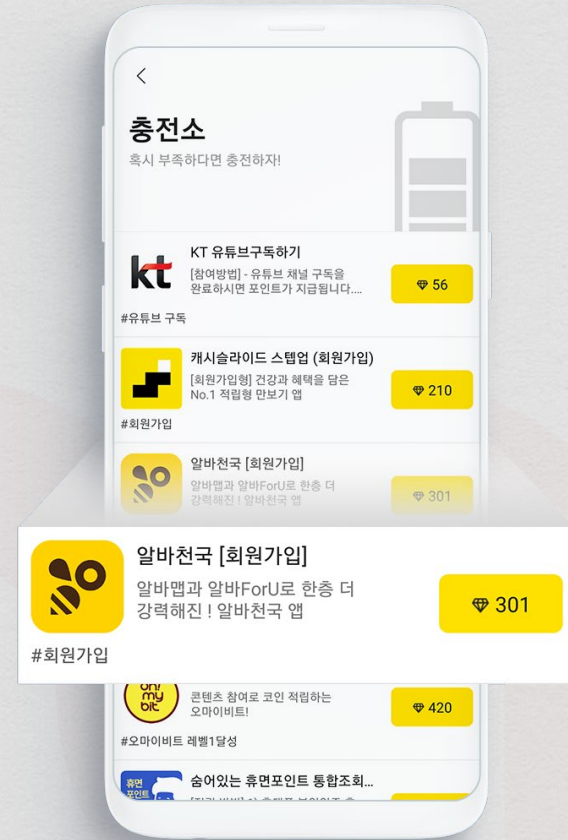 충전소
혹시 부족하다면 충전하자!
kt
KT 유튜브구독하기
[참여방법] - 유튜브 채널 구독을
완료하시면 포인트가 지급됩니다....
56
#유튜브 구독
캐시슬라이드 스텝업 (회원가입)
[회원가입형] 건강과 혜택을 담은
No.1 적립형 만보기 앱
210
#회원가입
알바천국 [회원가입]
알바맵과 알바ForU로 한층 더
강력해진 ! 알바천국 앱
301
알바천국 [회원가입]
알바맵과 알바ForU로 한층 더
강력해진 ! 알바천국 앱
301
#회원가입
oh!
my
bit
콘텐츠 참여로 코인 적립하는
오마이비트!
420
#오마이비트 레벨1달성
휴면
포인트
숨어있는 휴면포인트 통합조회...